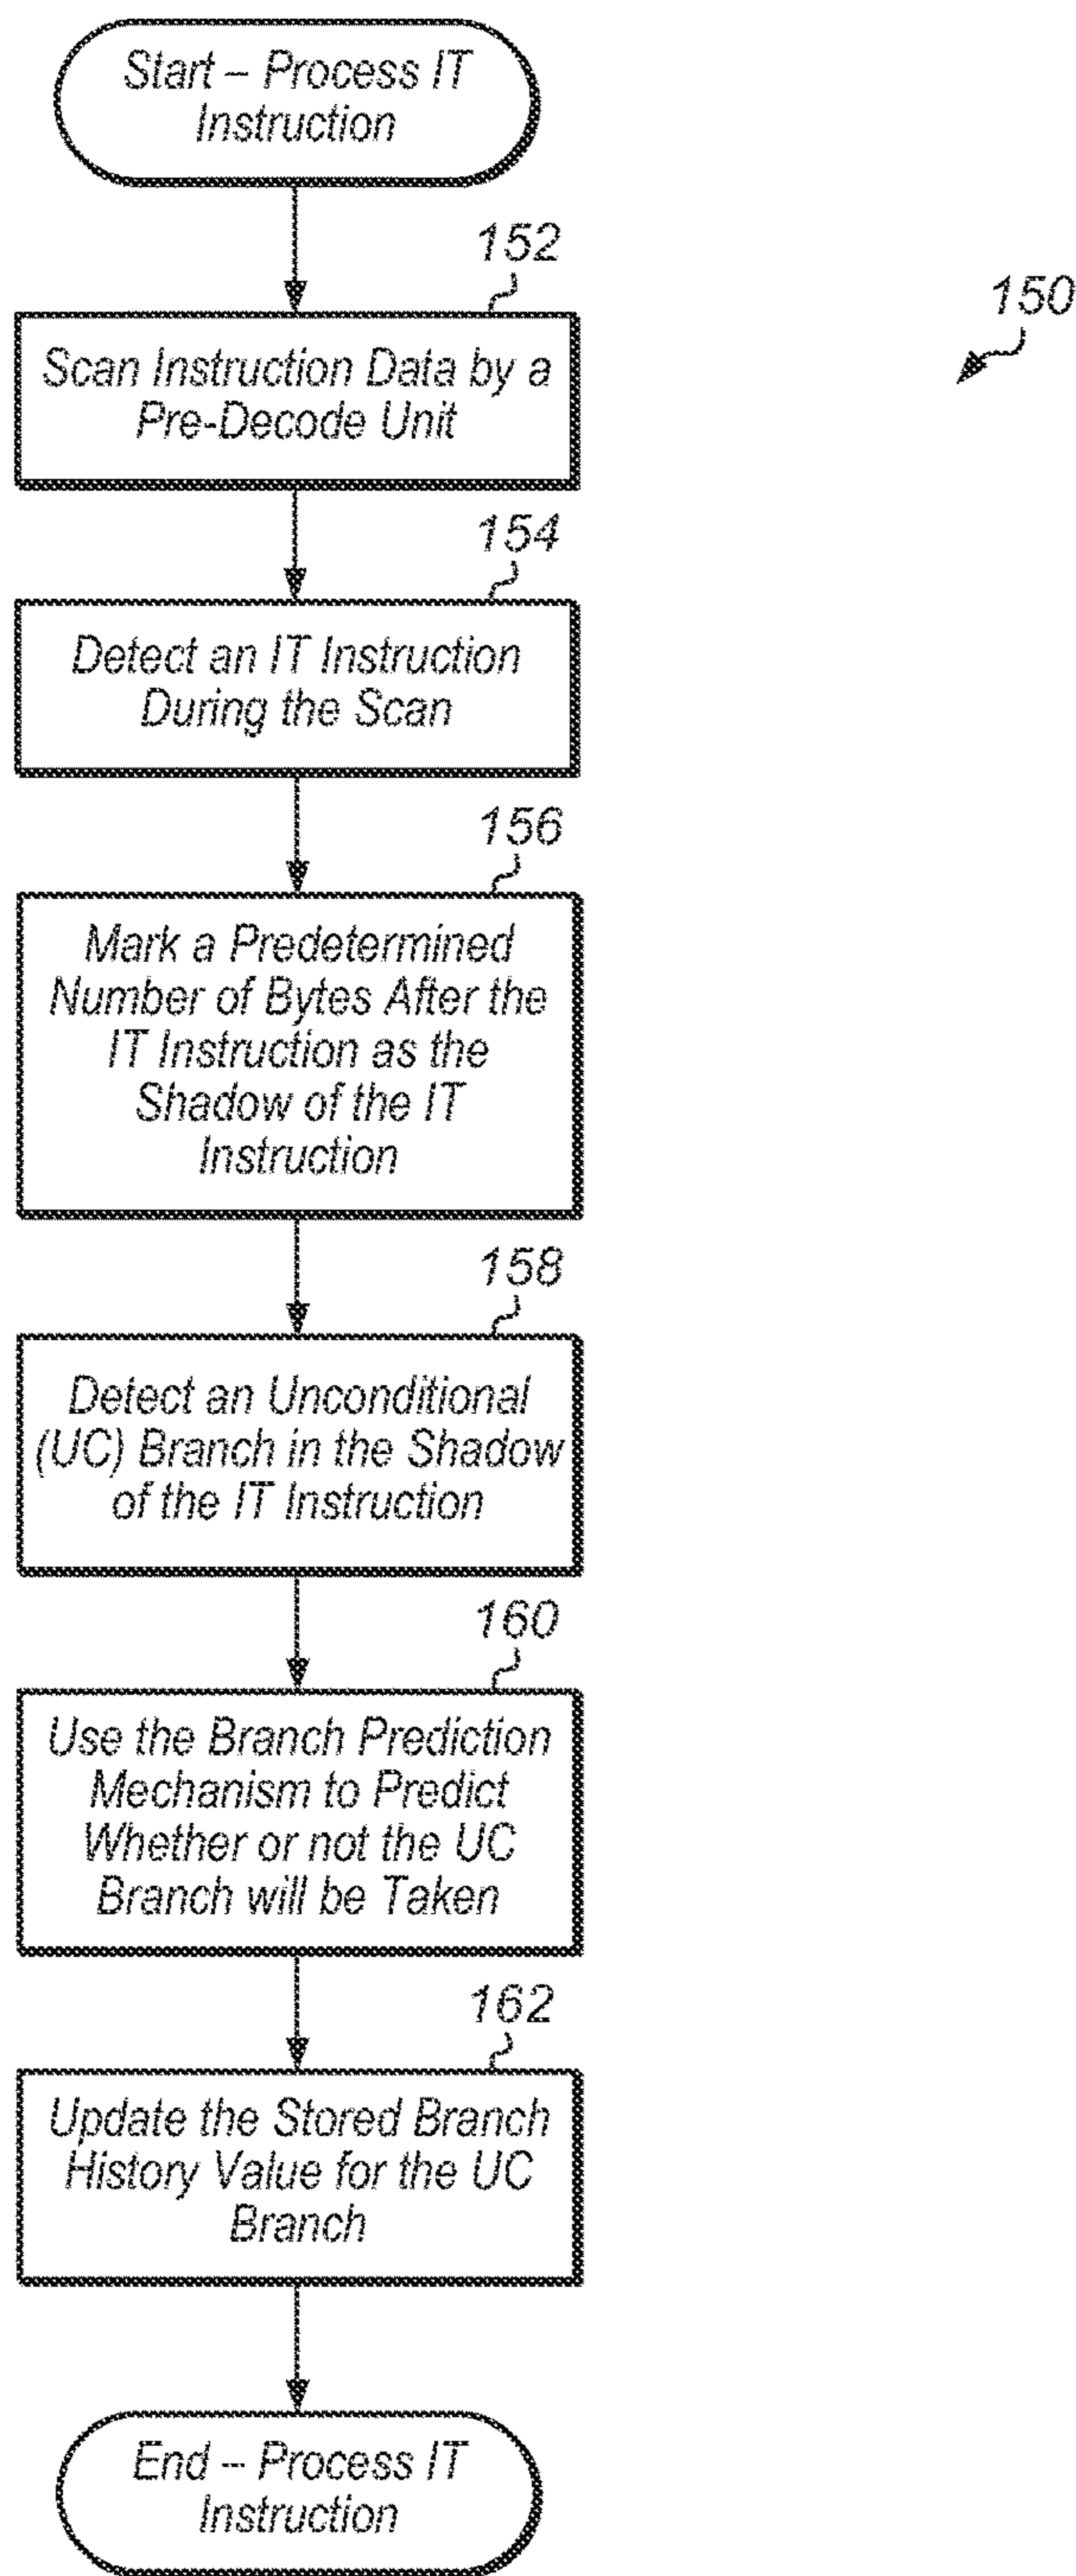 Start – Process IT
Instruction
152
150
Scan Instruction Data by a
Pre-Decode Unit
154
Detect an IT Instruction
During the Scan
156
Mark a Predetermined
Number of Bytes After the
IT Instruction as the
Shadow of the IT
Instruction
158
Detect an Unconditional
(UC) Branch in the Shadow
of the IT Instruction
160
Use the Branch Prediction
Mechanism to Predict
Whether or not the UC
Branch will be Taken
162
Update the Stored Branch
History Value for the UC
Branch
End – Process IT
Instruction